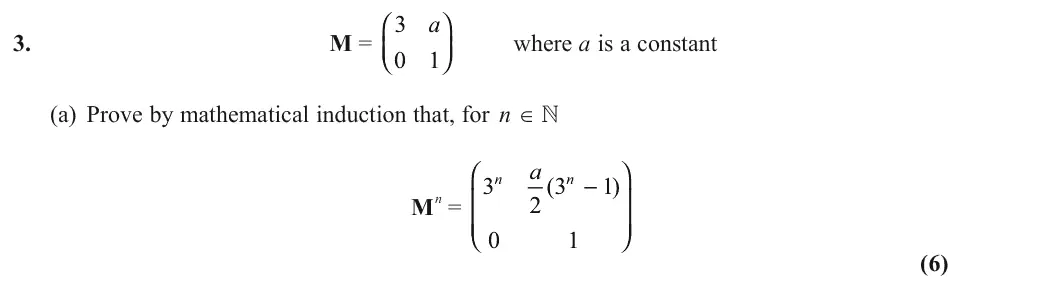 3. M = ( 3 a ; 0 1 ) where a is a constant
(a) Prove by mathematical induction that, for n ∈ ℕ
Mⁿ = ( 3ⁿ a/2 (3ⁿ − 1) ; 0 1 )
(6)